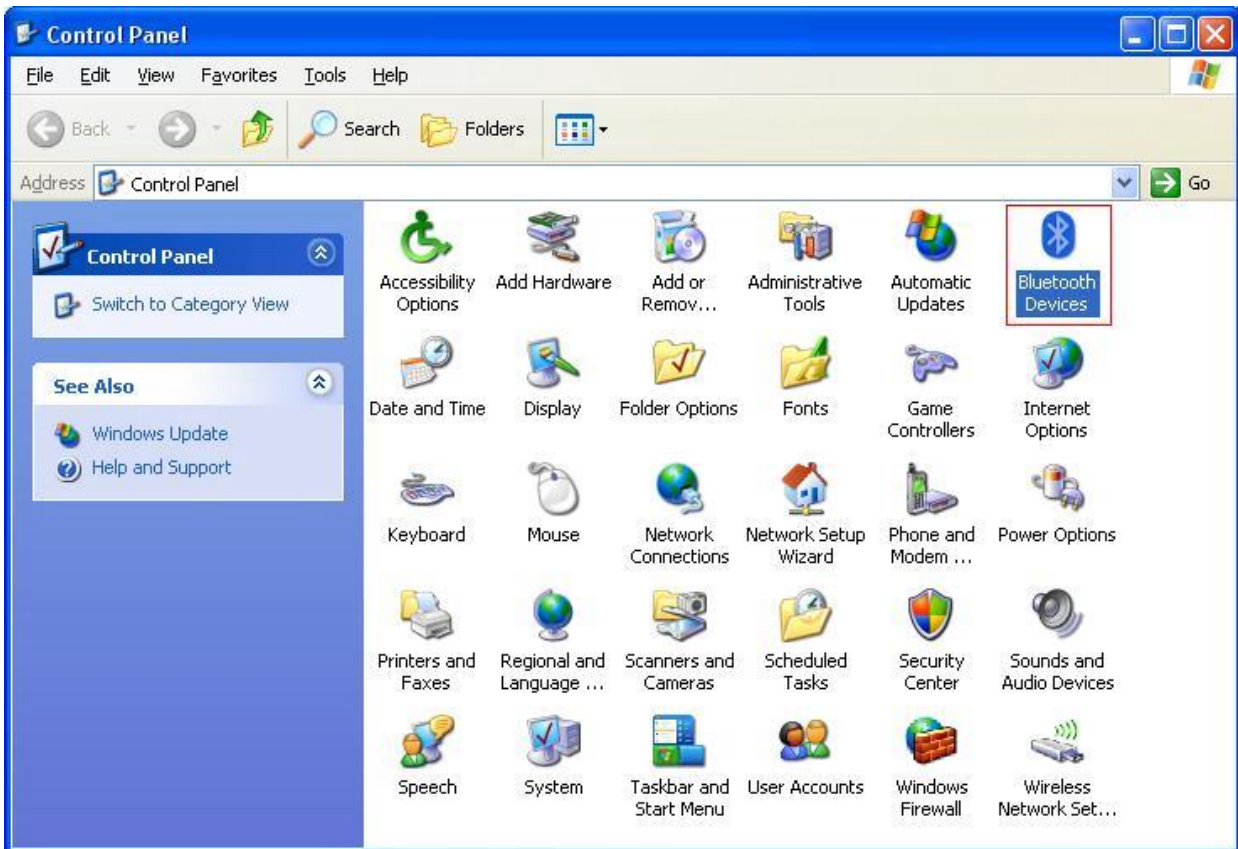 Control Panel
File Edit View Favorites Tools Help
Back Search Folders
Address Control Panel Go
Control Panel
Switch to Category View
See Also
Windows Update
Help and Support
Accessibility
Options
Add Hardware
Add or
Remov...
Administrative
Tools
Automatic
Updates
Bluetooth
Devices
Date and Time
Display
Folder Options
Fonts
Game
Controllers
Internet
Options
Keyboard
Mouse
Network
Connections
Network Setup
Wizard
Phone and
Modem ...
Power Options
Printers and
Faxes
Regional and
Language ...
Scanners and
Cameras
Scheduled
Tasks
Security
Center
Sounds and
Audio Devices
Speech
System
Taskbar and
Start Menu
User Accounts
Windows
Firewall
Wireless
Network Set...